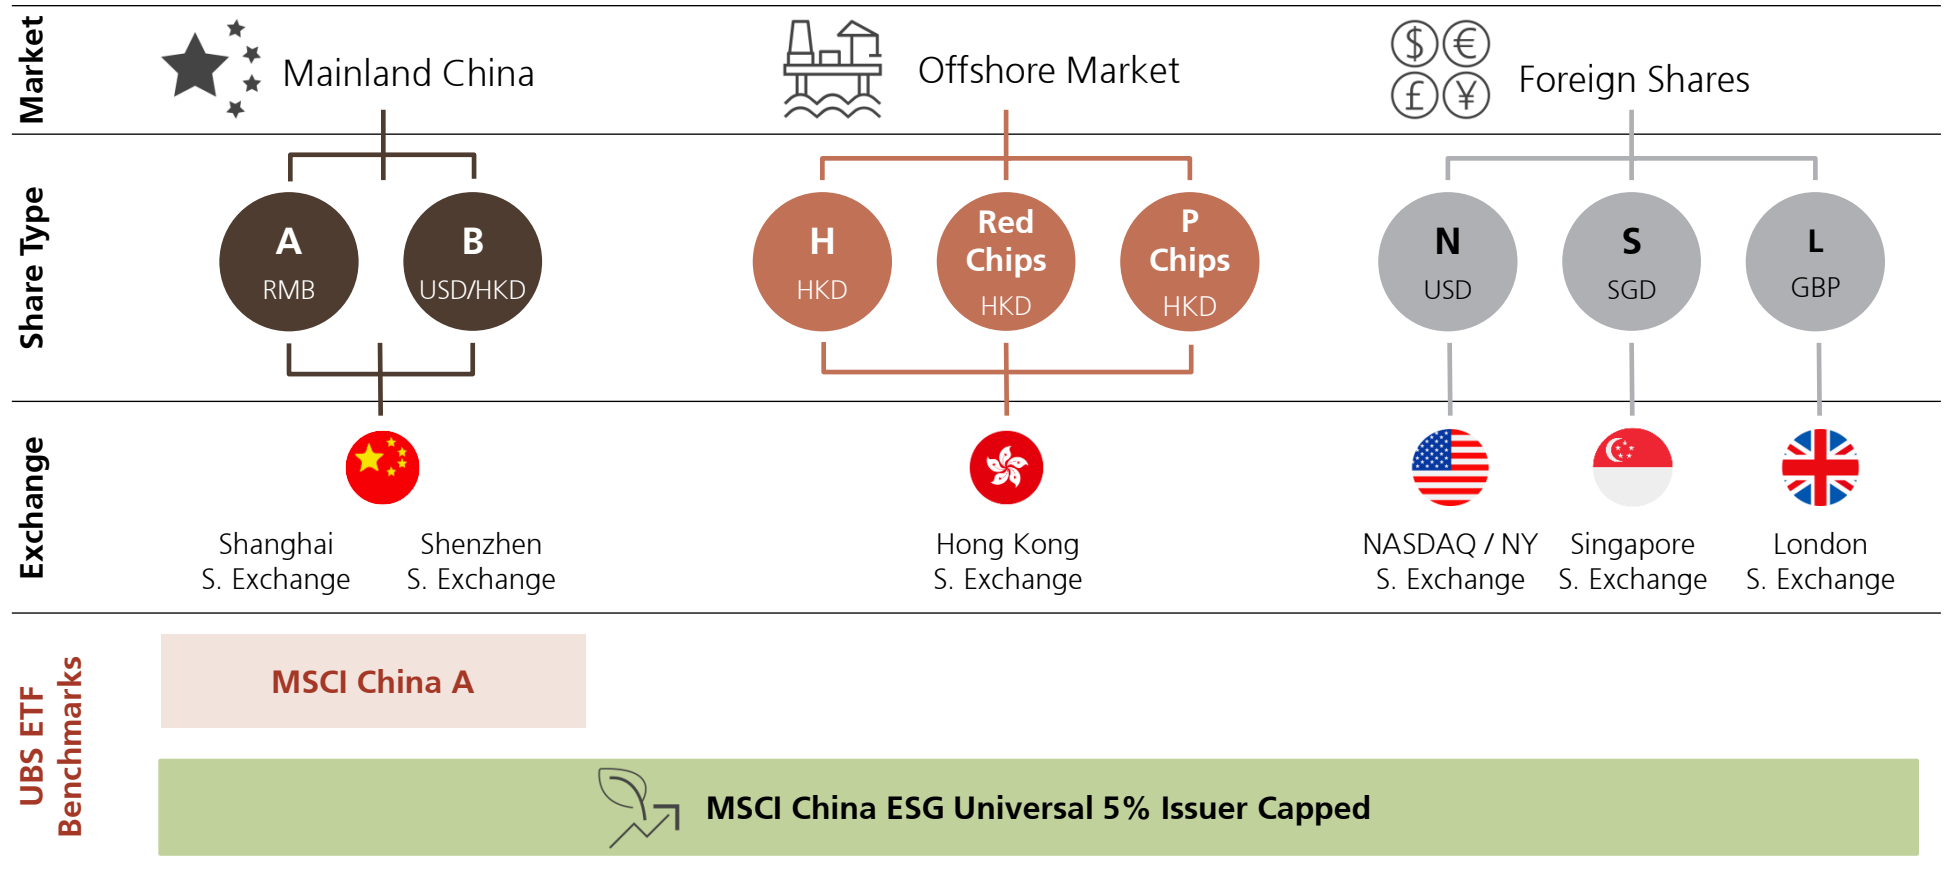 Market
Mainland China
Offshore Market
$ €
£ ¥
Foreign Shares
Share Type
A
RMB
B
USD/HKD
H
HKD
Red
Chips
HKD
P
Chips
HKD
N
USD
S
SGD
L
GBP
Exchange
Shanghai
S. Exchange
Shenzhen
S. Exchange
Hong Kong
S. Exchange
NASDAQ / NY
S. Exchange
Singapore
S. Exchange
London
S. Exchange
UBS ETF
Benchmarks
MSCI China A
MSCI China ESG Universal 5% Issuer Capped